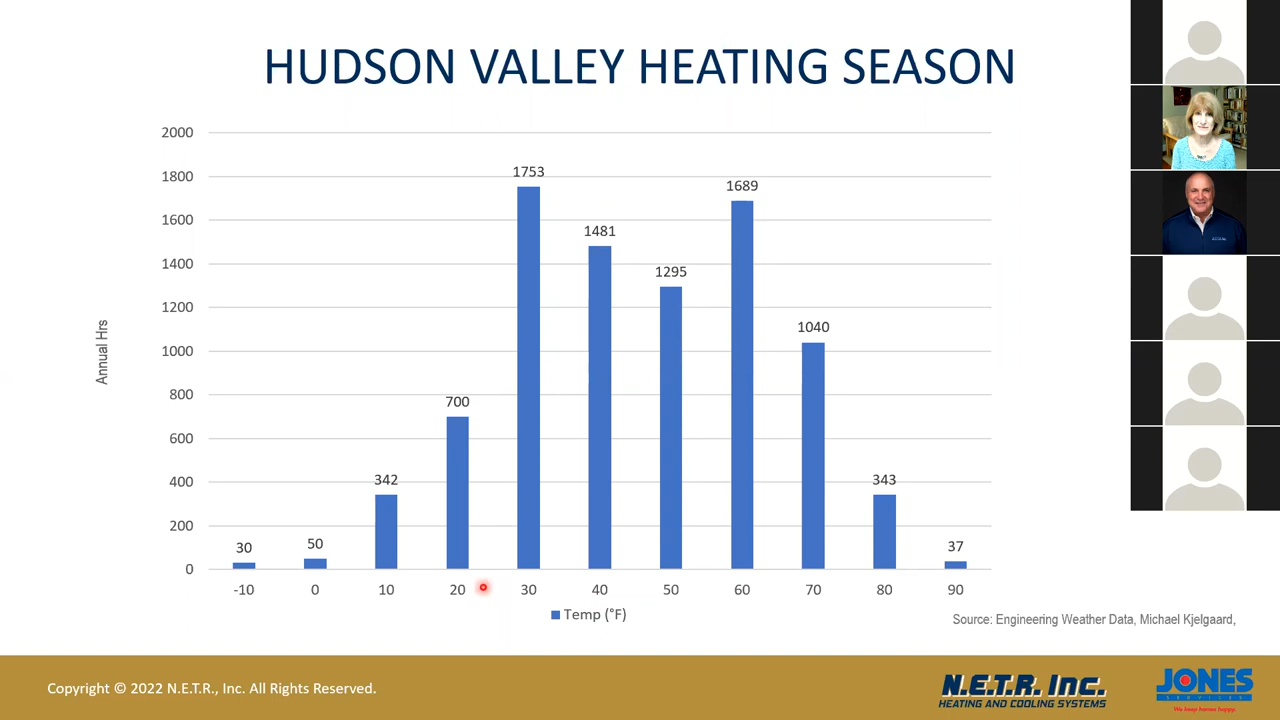 HUDSON VALLEY HEATING SEASON
2000
1800
1600
1400
1200
1000
800
600
400
200
0
Annual Hrs
30
50
342
700
1753
1481
1295
1689
1040
343
37
-10 0 10 20 30 40 50 60 70 80 90
Temp (°F)
Source: Engineering Weather Data, Michael Kjelgaard,
Copyright © 2022 N.E.T.R., Inc. All Rights Reserved.
N.E.T.R. Inc.
HEATING AND COOLING SYSTEMS
JONES
SERVICES
We keep homes happy.